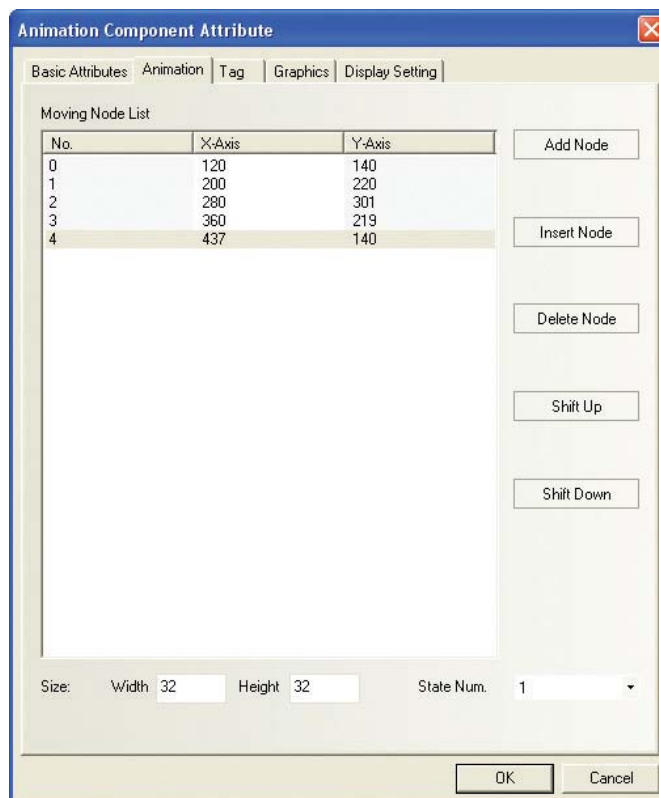 Animation Component Attribute
Basic Attributes Animation Tag Graphics Display Setting
Moving Node List
No. X-Axis Y-Axis
0 120 140
1 200 220
2 280 301
3 360 219
4 437 140
Add Node
Insert Node
Delete Node
Shift Up
Shift Down
Size: Width 32 Height 32 State Num. 1
OK Cancel